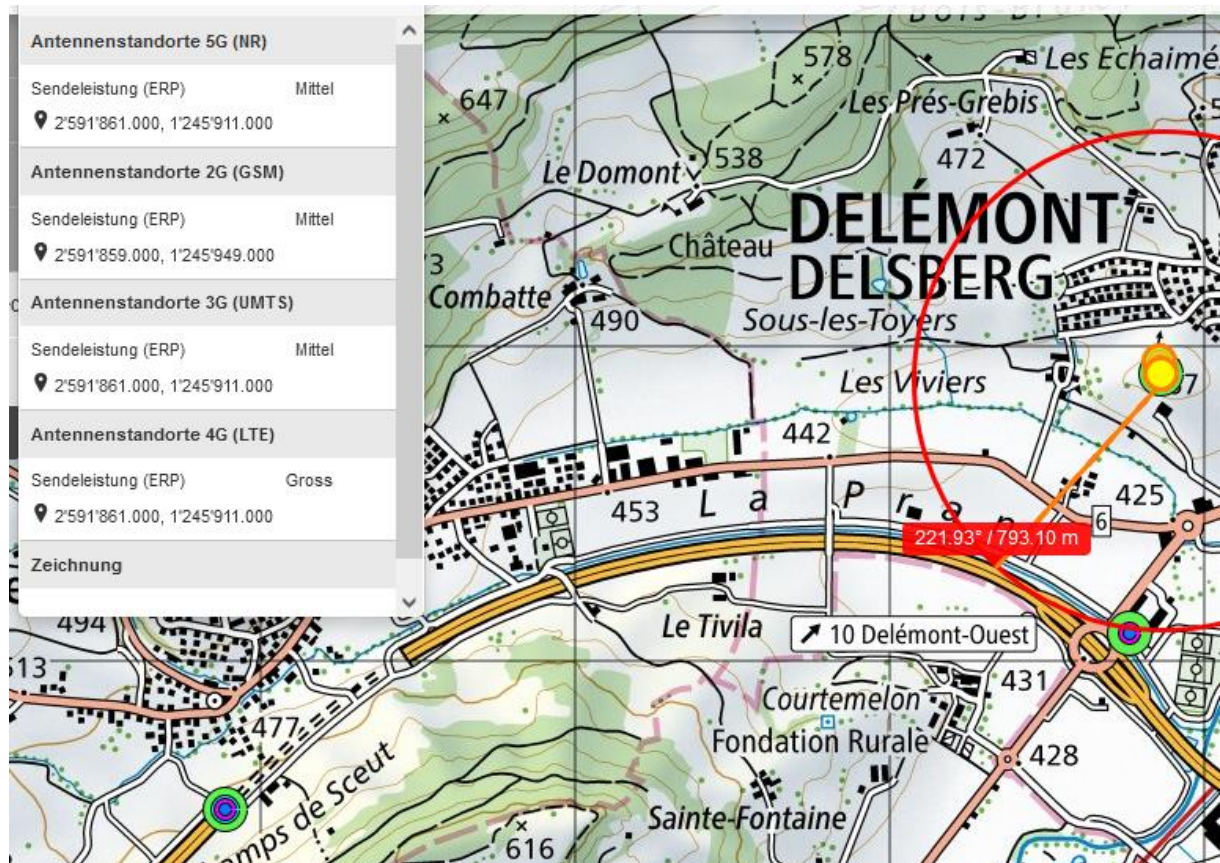 Antennenstandorte 5G (NR)
Sendeleistung (ERP) Mittel
2'591'861.000, 1'245'911.000
Antennenstandorte 2G (GSM)
Sendeleistung (ERP) Mittel
2'591'859.000, 1'245'949.000
Antennenstandorte 3G (UMTS)
Sendeleistung (ERP) Mittel
2'591'861.000, 1'245'911.000
Antennenstandorte 4G (LTE)
Sendeleistung (ERP) Gross
2'591'861.000, 1'245'911.000
Zeichnung
578
Les Echaimé
647
Les Prés-Grebis
538
472
Le Domont
DELÉMONT
Château
DELSBERG
3
Combatte
490
Sous-les-Toyers
Les Viviers
442
453
La Pran
425
6
221.93° / 793.10 m
494
Le Tivila
10 Delémont-Ouest
513
431
Courtemelon
477
Fondation Rurale
428
Sainte-Fontaine
616